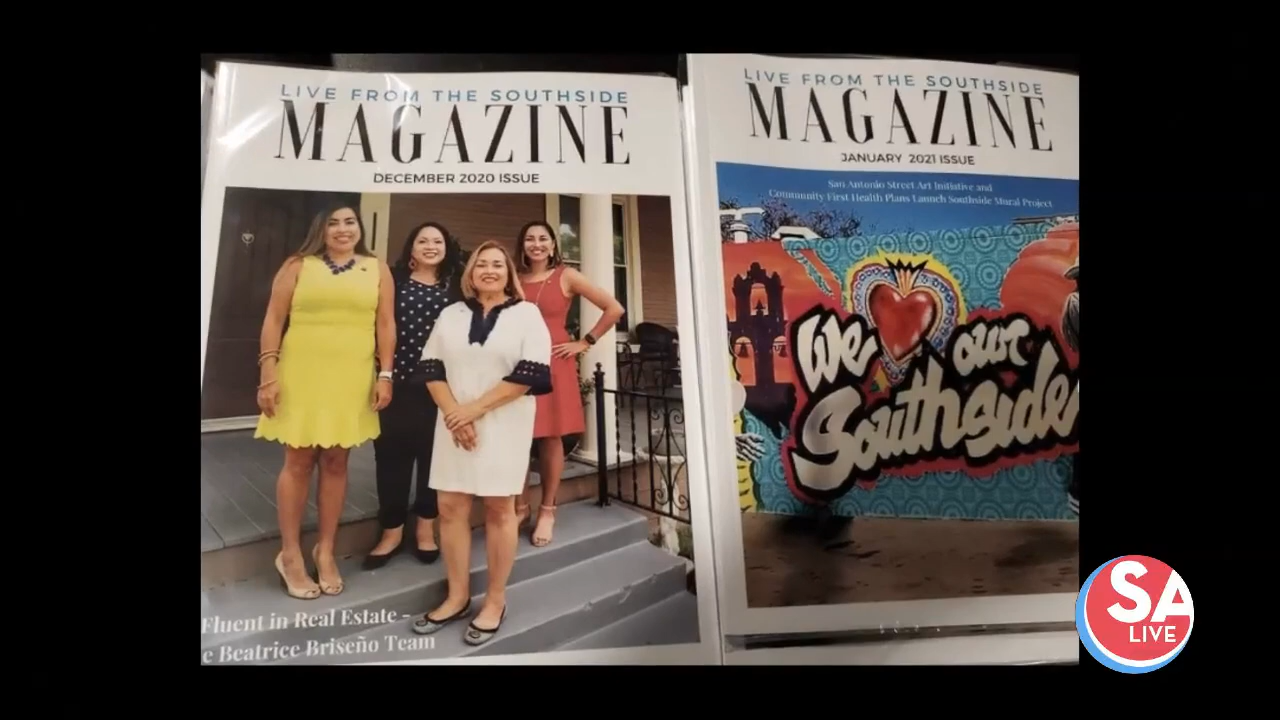 LIVE FROM THE SOUTHSIDE
MAGAZINE
DECEMBER 2020 ISSUE
Fluent in Real Estate -
e Beatrice Briseño Team
LIVE FROM THE SOUTHSIDE
MAGAZINE
JANUARY 2021 ISSUE
San Antonio Street Art Initiative and
Community First Health Plans Launch Southside Mural Project
We our
Southside
SA
LIVE